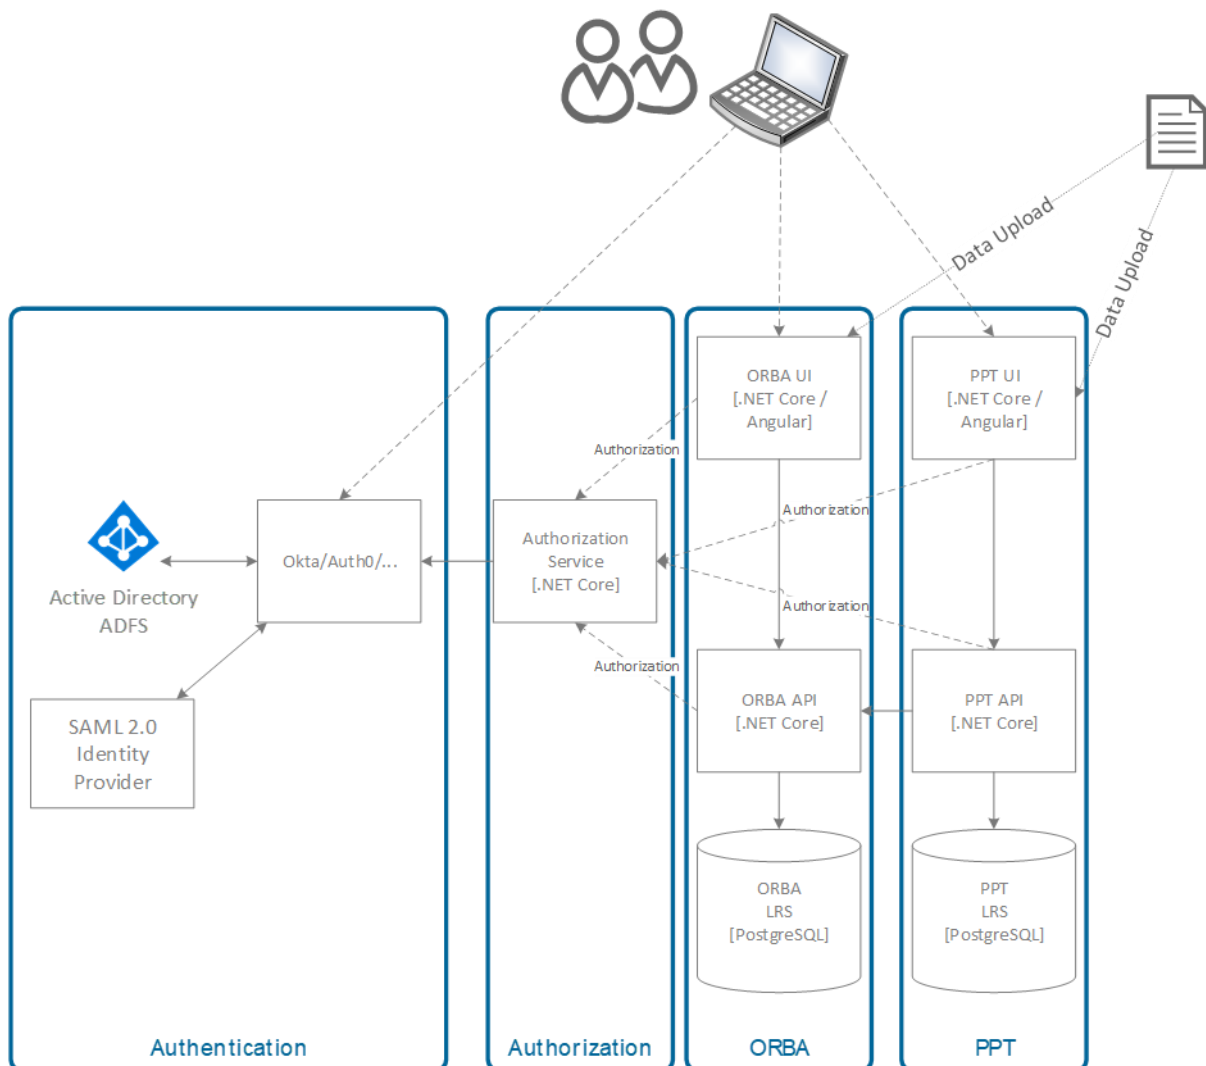 Data Upload
Data Upload
ORBA UI
[.NET Core /
Angular]
PPT UI
[.NET Core /
Angular]
Authorization
Authorization
Active Directory
ADFS
Okta/Auth0/...
Authorization
Service
[.NET Core]
Authorization
Authorization
SAML 2.0
Identity
Provider
ORBA API
[.NET Core]
PPT API
[.NET Core]
ORBA
LRS
[PostgreSQL]
PPT
LRS
[PostgreSQL]
Authentication
Authorization
ORBA
PPT